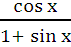 cos x
1+ sin x